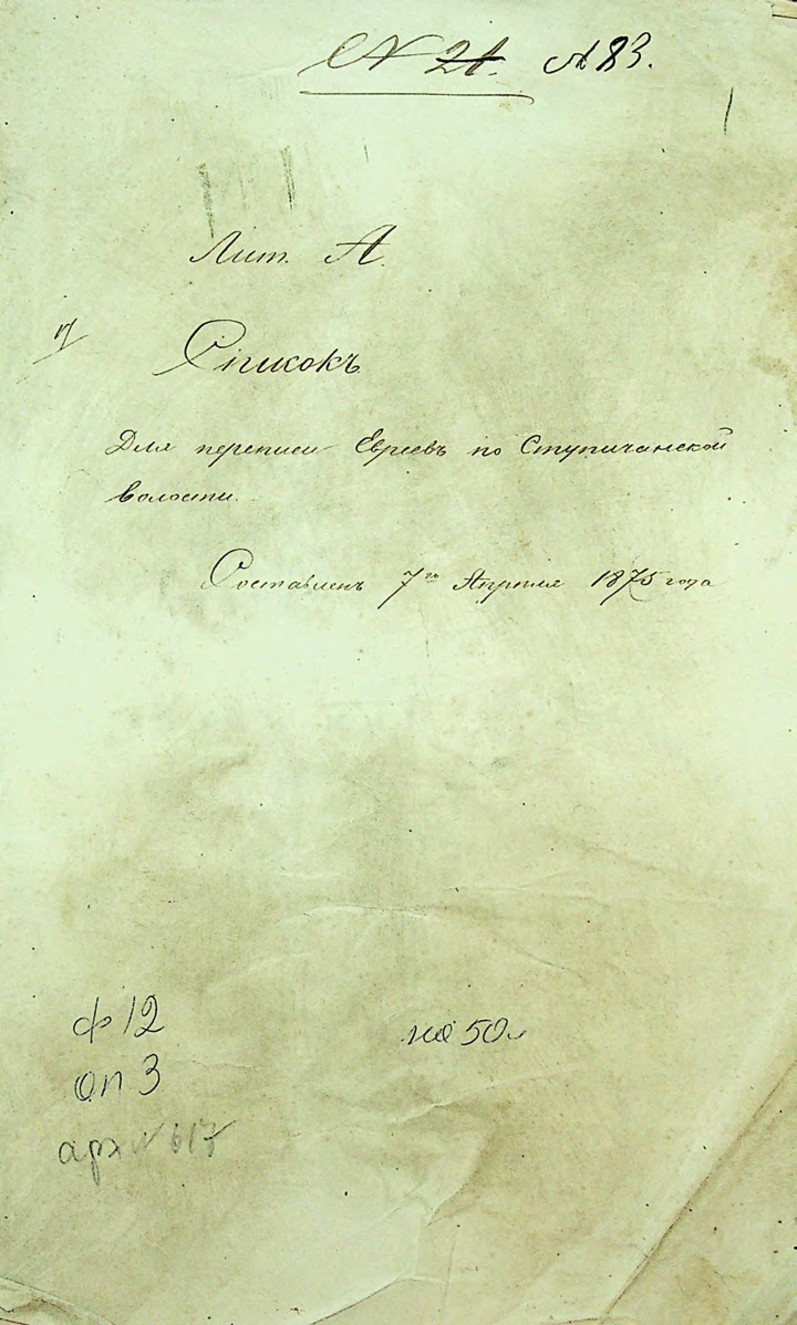 № 21. № 83.
Лит. А.
Списокъ
Для переписи Евреевъ по Ступичанской
волости.
Составленъ 7го Апреля 1875 года
ф 12
на 50 л
оп 3
арх № 617